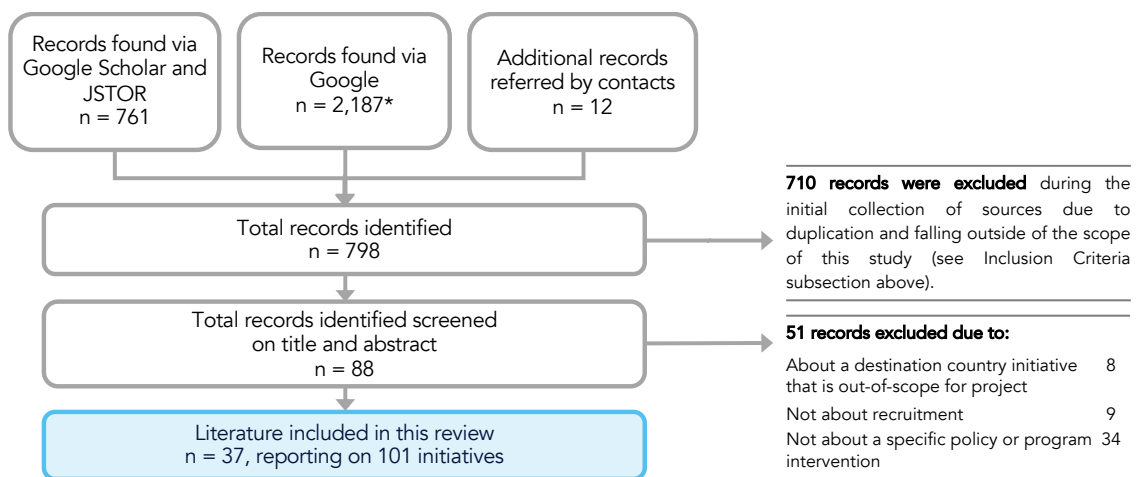 Records found via
Google Scholar and
JSTOR
n = 761
Records found via
Google
n = 2,187*
Additional records
referred by contacts
n = 12
Total records identified
n = 798
710 records were excluded during the
initial collection of sources due to
duplication and falling outside of the scope
of this study (see Inclusion Criteria
subsection above).
Total records identified screened
on title and abstract
n = 88
51 records excluded due to:
About a destination country initiative 8
that is out-of-scope for project
Not about recruitment 9
Not about a specific policy or program 34
intervention
Literature included in this review
n = 37, reporting on 101 initiatives